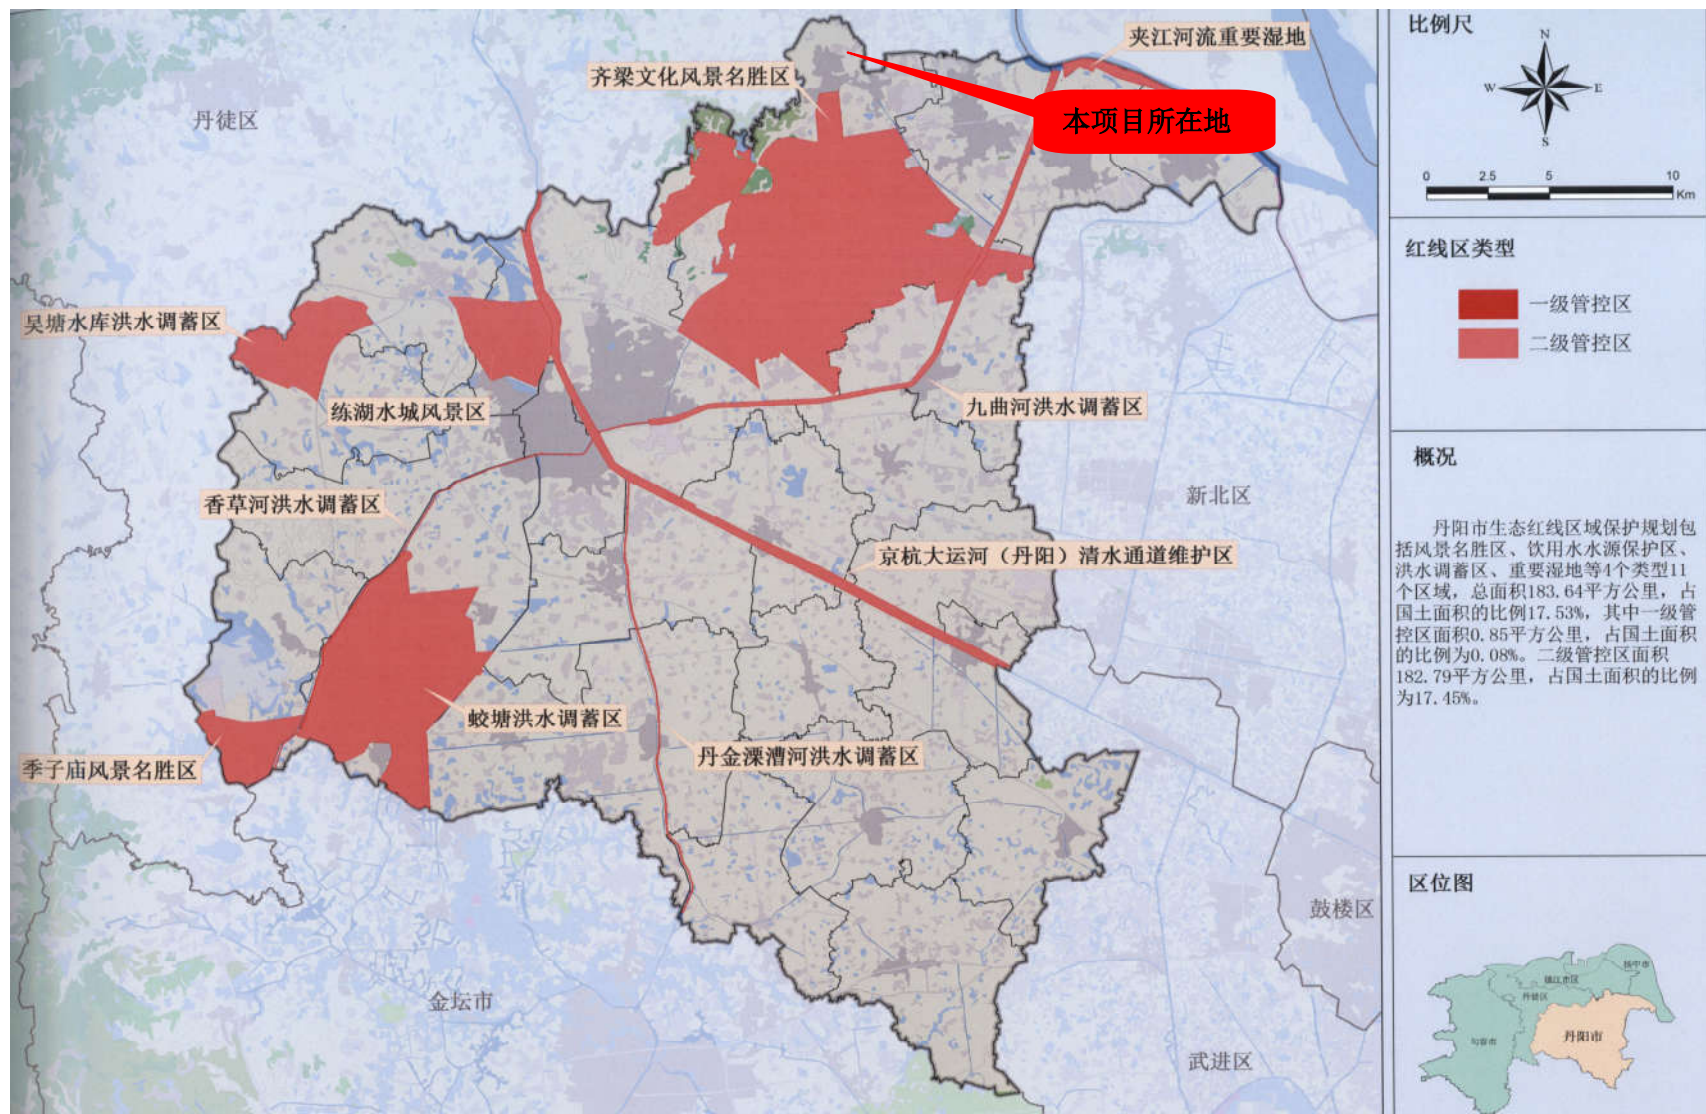 夹江河流重要湿地
齐梁文化风景名胜区
本项目所在地
丹徒区
吴塘水库洪水调蓄区
练湖水城风景区
九曲河洪水调蓄区
香草河洪水调蓄区
新北区
京杭大运河（丹阳）清水通道维护区
蛟塘洪水调蓄区
丹金溧漕河洪水调蓄区
季子庙风景名胜区
鼓楼区
金坛市
武进区
比例尺
N
W
E
S
0 2.5 5 10
Km
红线区类型
一级管控区
二级管控区
概况
丹阳市生态红线区域保护规划包
括风景名胜区、饮用水水源保护区、
洪水调蓄区、重要湿地等4个类型11
个区域，总面积183.64平方公里，占
国土面积的比例17.53%，其中一级管
控区面积0.85平方公里，占国土面积
的比例为0.08%。二级管控区面积
182.79平方公里，占国土面积的比例
为17.45%。
区位图
扬中市
镇江市区
丹徒区
句容市
丹阳市